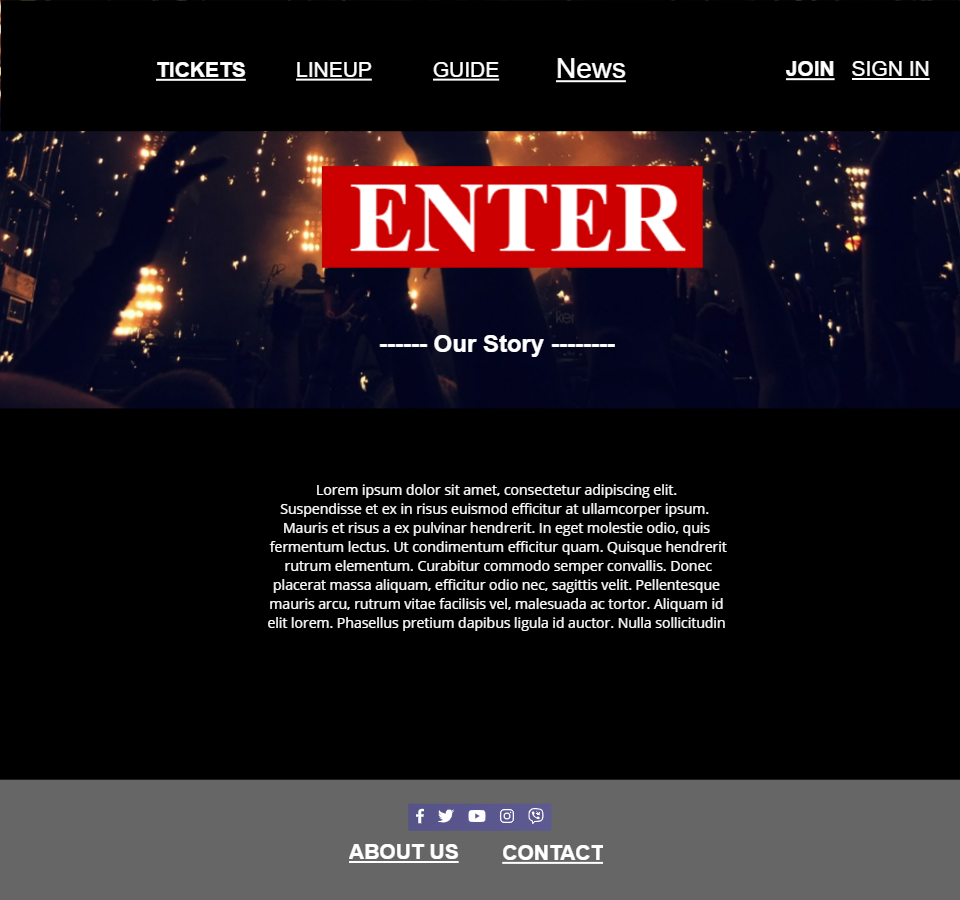 TICKETS LINEUP GUIDE News JOIN SIGN IN
ENTER
------ Our Story --------
Lorem ipsum dolor sit amet, consectetur adipiscing elit.
Suspendisse et ex in risus euismod efficitur at ullamcorper ipsum.
Mauris et risus a ex pulvinar hendrerit. In eget molestie odio, quis
fermentum lectus. Ut condimentum efficitur quam. Quisque hendrerit
rutrum elementum. Curabitur commodo semper convallis. Donec
placerat massa aliquam, efficitur odio nec, sagittis velit. Pellentesque
mauris arcu, rutrum vitae facilisis vel, malesuada ac tortor. Aliquam id
elit lorem. Phasellus pretium dapibus ligula id auctor. Nulla sollicitudin
ABOUT US CONTACT